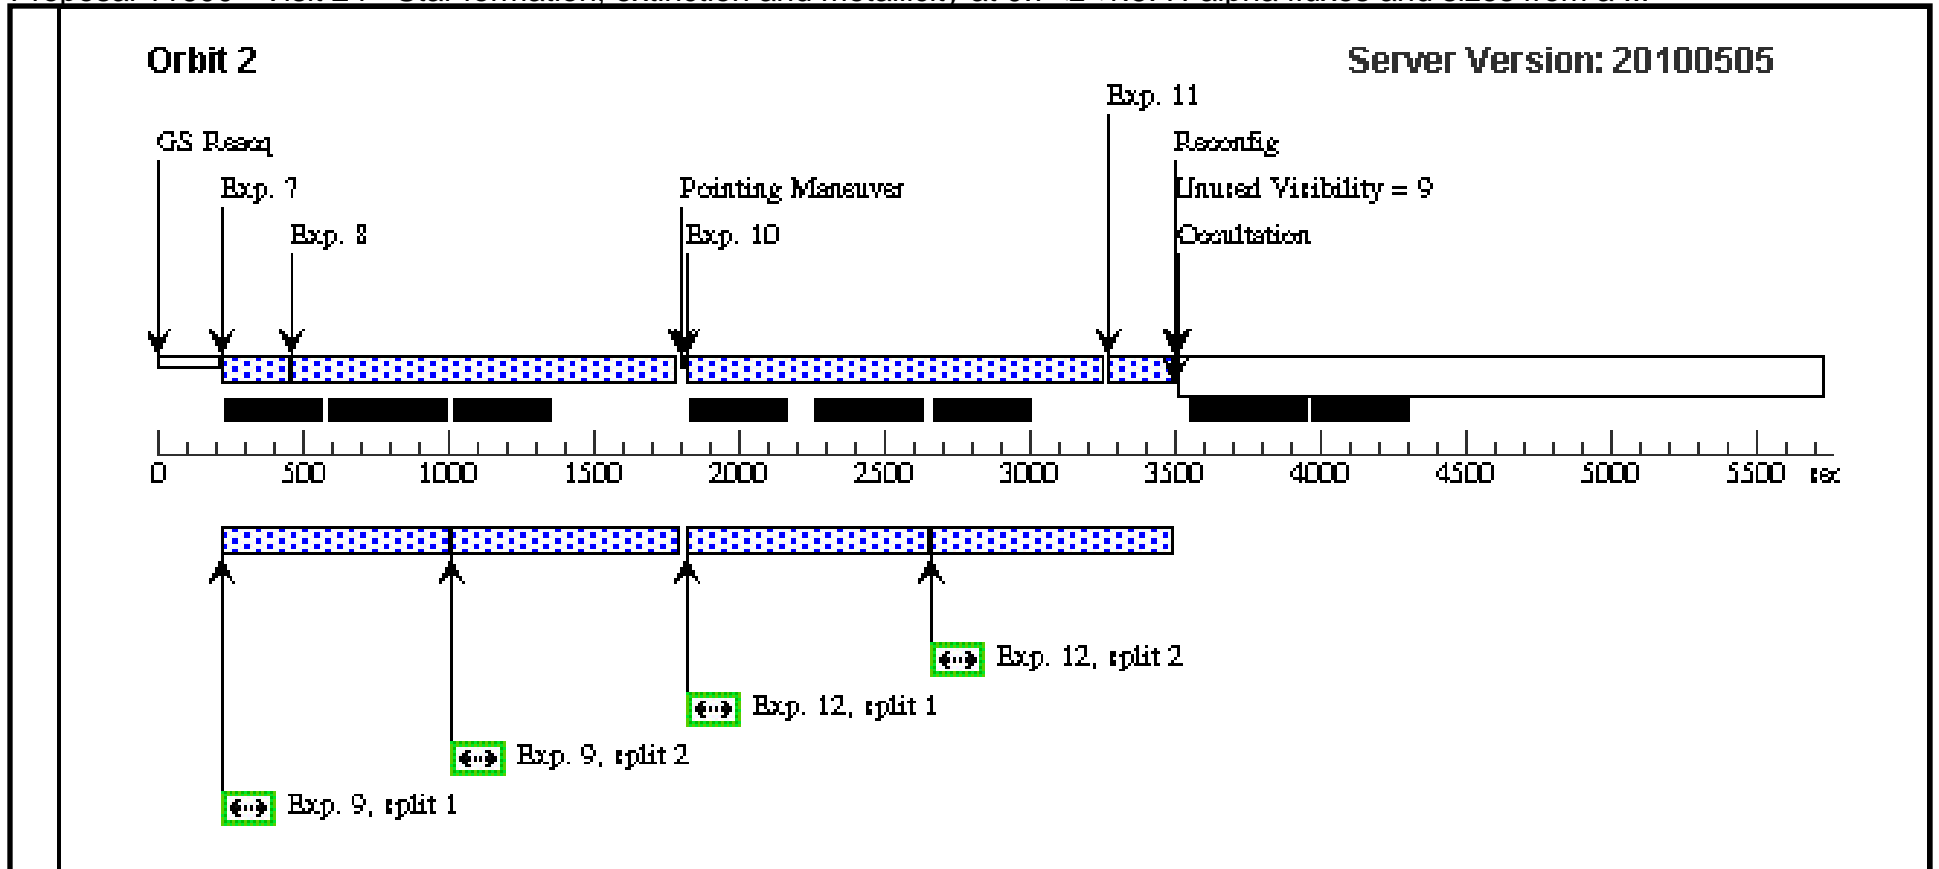 Orbit 2
Server Version: 20100505
Exp. 11
GS Reacq
Reconfig
Exp. 7
Pointing Maneuver
Unused Visibility = 9
Exp. 8
Exp. 10
Occultation
0 500 1000 1500 2000 2500 3000 3500 4000 4500 5000 5500 sec
Exp. 12, split 2
Exp. 12, split 1
Exp. 9, split 2
Exp. 9, split 1